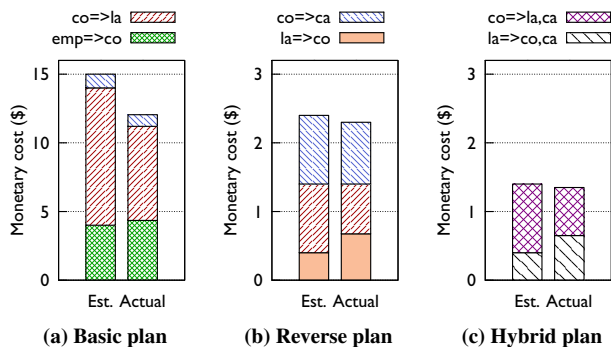 co=>la
emp=>co
15
10
5
0
Monetary cost ($)
Est. Actual
(a) Basic plan
co=>ca
la=>co
3
2
1
0
Monetary cost ($)
Est. Actual
(b) Reverse plan
co=>la,ca
la=>co,ca
3
2
1
0
Monetary cost ($)
Est. Actual
(c) Hybrid plan